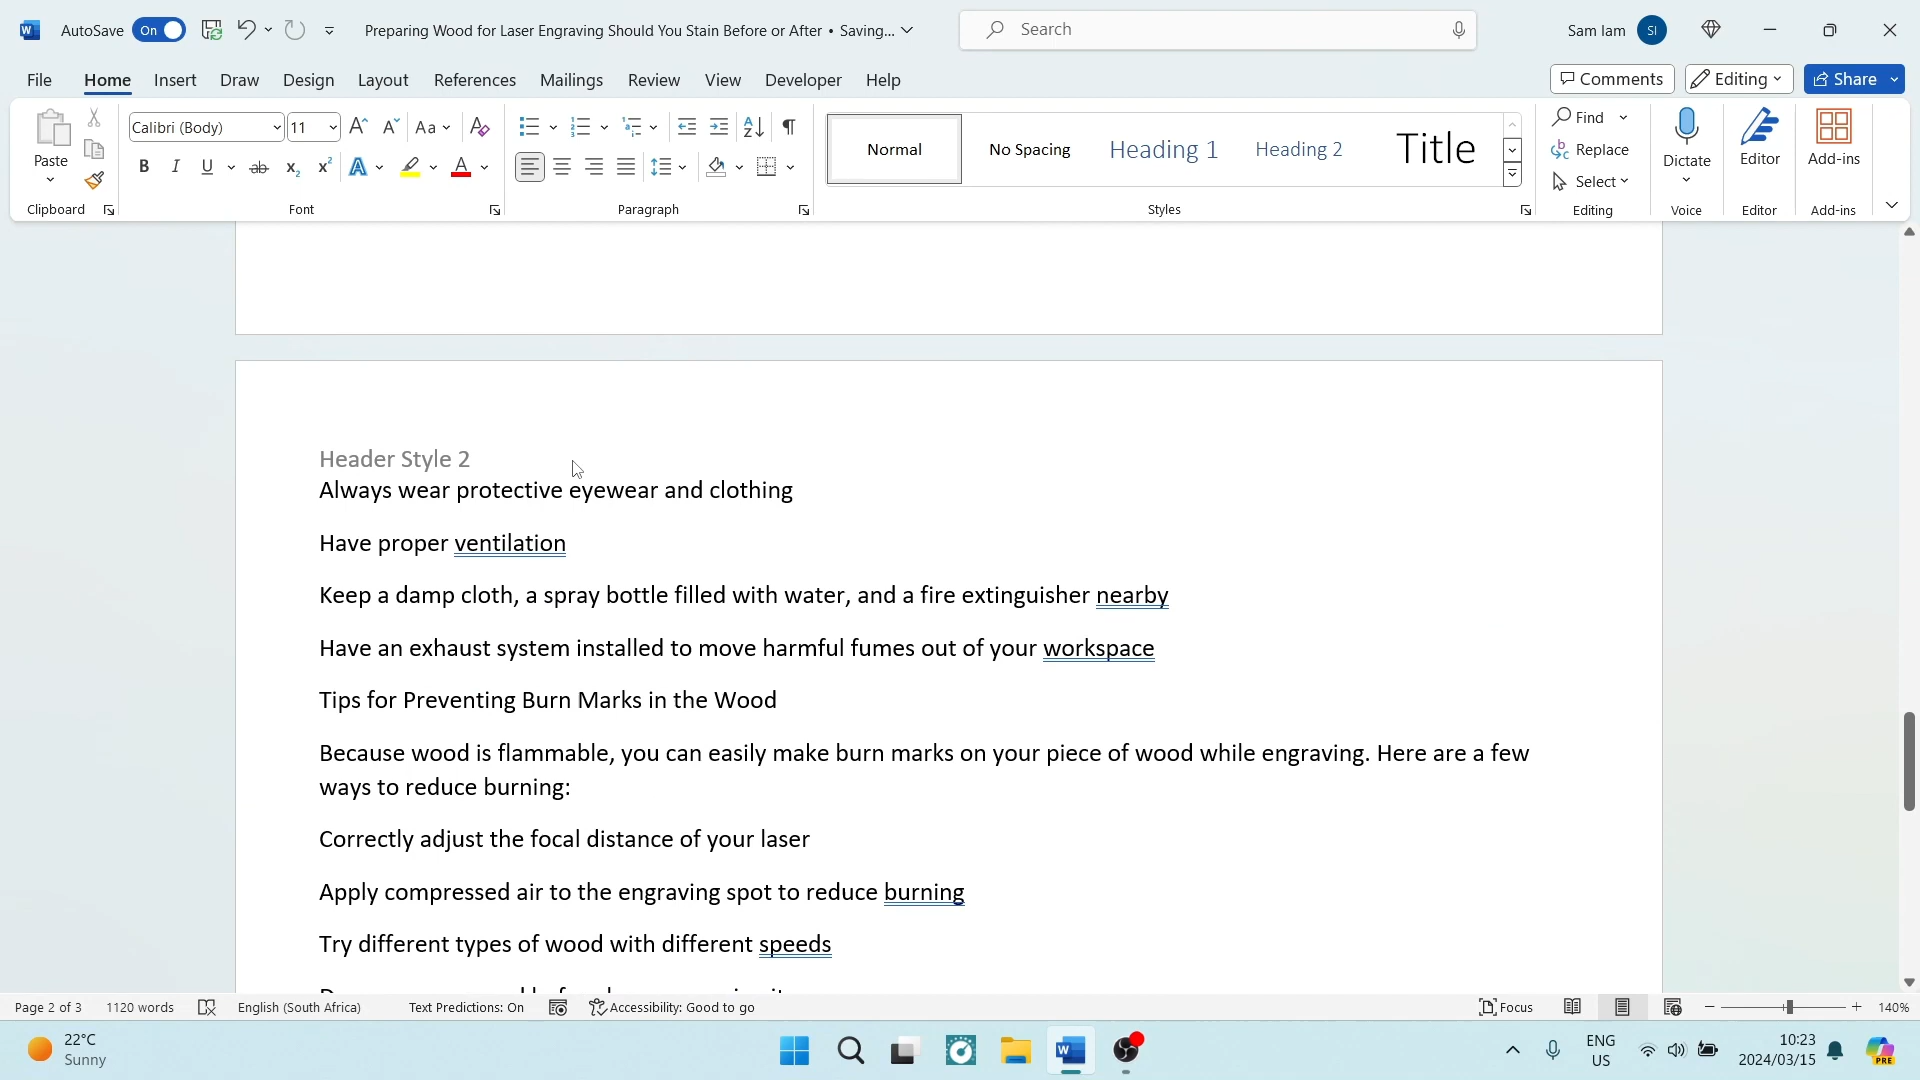 AutoSave On Preparing Wood for Laser Engraving Should You Stain Before or After • Saving... Search Sam Iam SI
File Home Insert Draw Design Layout References Mailings Review View Developer Help Comments Editing Share
Paste
Calibri (Body) 11 Aa
Normal No Spacing Heading 1 Heading 2 Title
Find
Replace
Select
Dictate
Editor
Add-ins
Clipboard Font Paragraph Styles Editing Voice Editor Add-ins
Header Style 2
Always wear protective eyewear and clothing
Have proper ventilation
Keep a damp cloth, a spray bottle filled with water, and a fire extinguisher nearby
Have an exhaust system installed to move harmful fumes out of your workspace
Tips for Preventing Burn Marks in the Wood
Because wood is flammable, you can easily make burn marks on your piece of wood while engraving. Here are a few
ways to reduce burning:
Correctly adjust the focal distance of your laser
Apply compressed air to the engraving spot to reduce burning
Try different types of wood with different speeds
Page 2 of 3 1120 words English (South Africa) Text Predictions: On Accessibility: Good to go Focus 140%
22°C
Sunny
ENG
US
10:23
2024/03/15
PRE